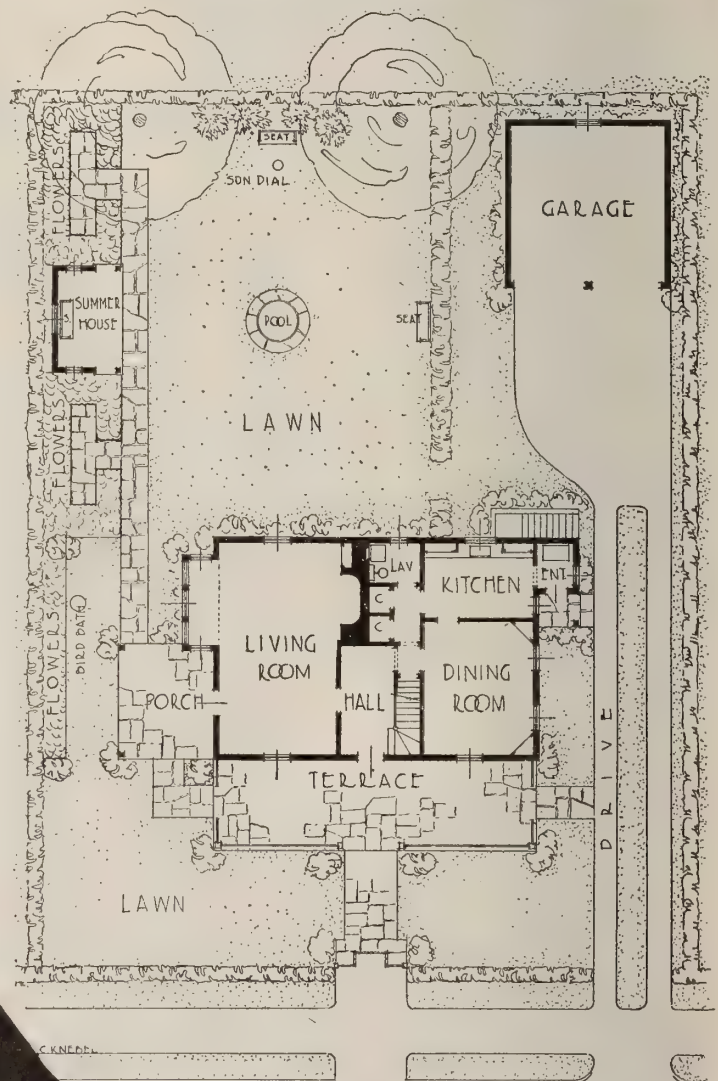 SEAT
SUN DIAL
GARAGE
FLOWERS
SUMMER
HOUSE
S.
POOL
SEAT
LAWN
FLOWERS
LAV
KITCHEN
ENT.
C
C
BIRD BATH
FLOWERS
LIVING
ROOM
DINING
ROOM
PORCH
HALL
TERRACE
DRIVE
LAWN
C. KNEBEL